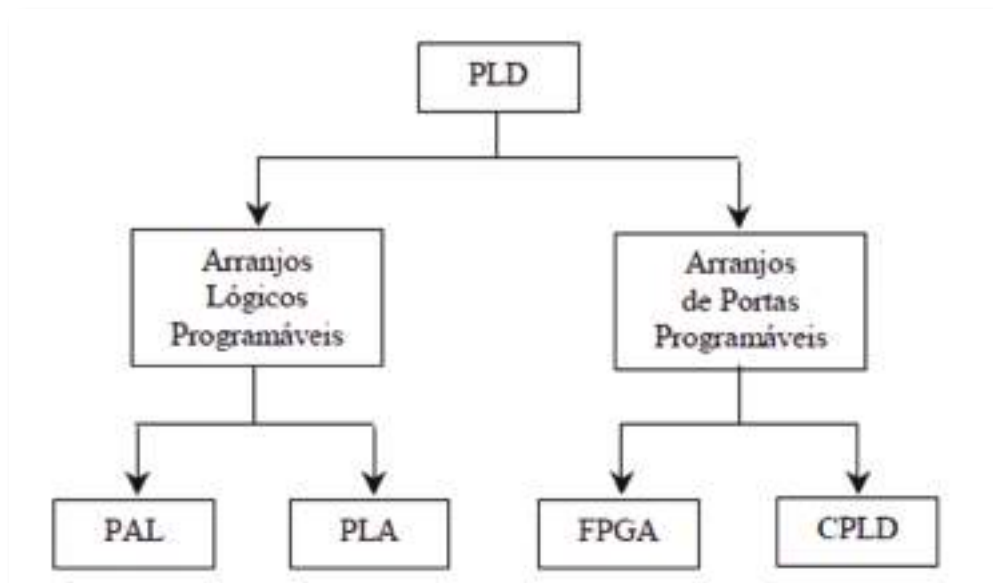 PLD
Arranjos
Lógicos
Programáveis
Arranjos
de Portas
Programáveis
PAL
PLA
FPGA
CPLD